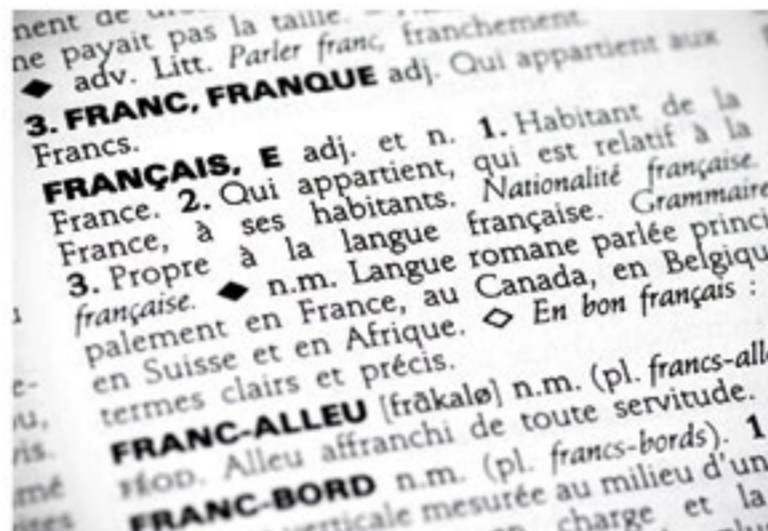 ment de
ne payait pas la taille.
◆ adv. Litt. Parler franc, franchement.
3. FRANC, FRANQUE adj. Qui appartient aux
Francs.
FRANÇAIS, E adj. et n. 1. Habitant de la
France. 2. Qui appartient, qui est relatif à la
France, à ses habitants. Nationalité française.
3. Propre à la langue française. Grammaire
française. ◆ n.m. Langue romane parlée princi
palement en France, au Canada, en Belgiqu
en Suisse et en Afrique. ◇ En bon français :
termes clairs et précis.
FRANC-ALLEU [frɑ̃kalø] n.m. (pl. francs-alle
FÉOD. Alleu affranchi de toute servitude.
FRANC-BORD n.m. (pl. francs-bords). 1
verticale mesurée au milieu d'un
charge et la